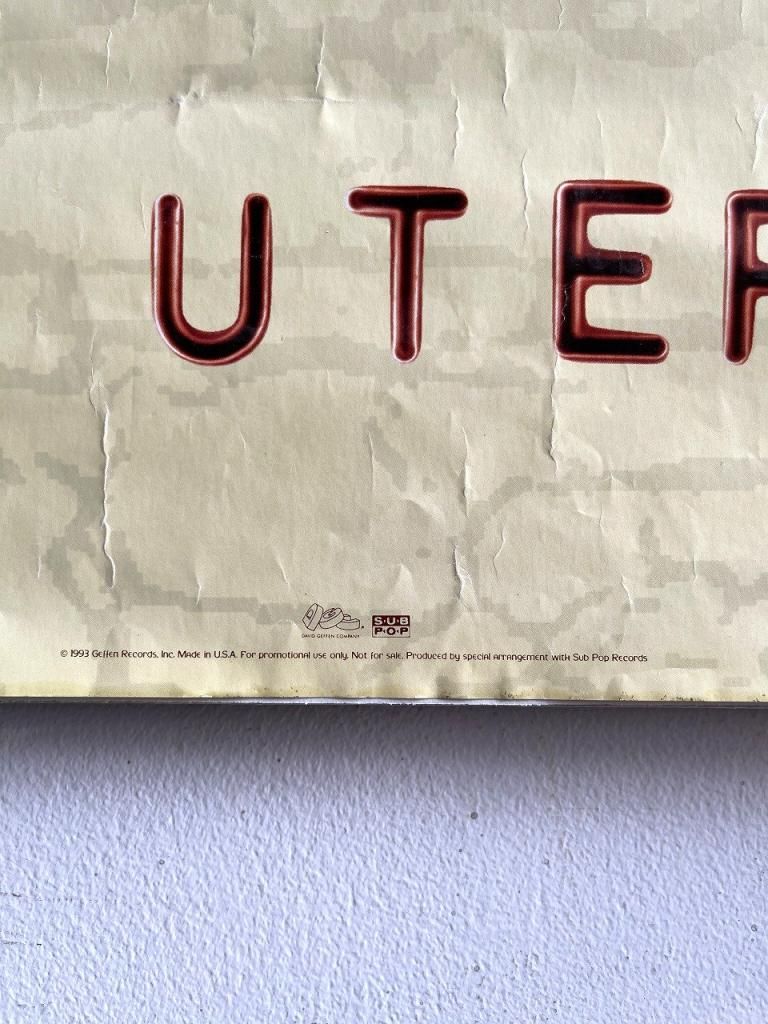 UTER
DAVID GEFFEN COMPANY
SUB
POP
© 1993 Geffen Records, Inc. Made in U.S.A. For promotional use only. Not for sale. Produced by special arrangement with Sub Pop Records